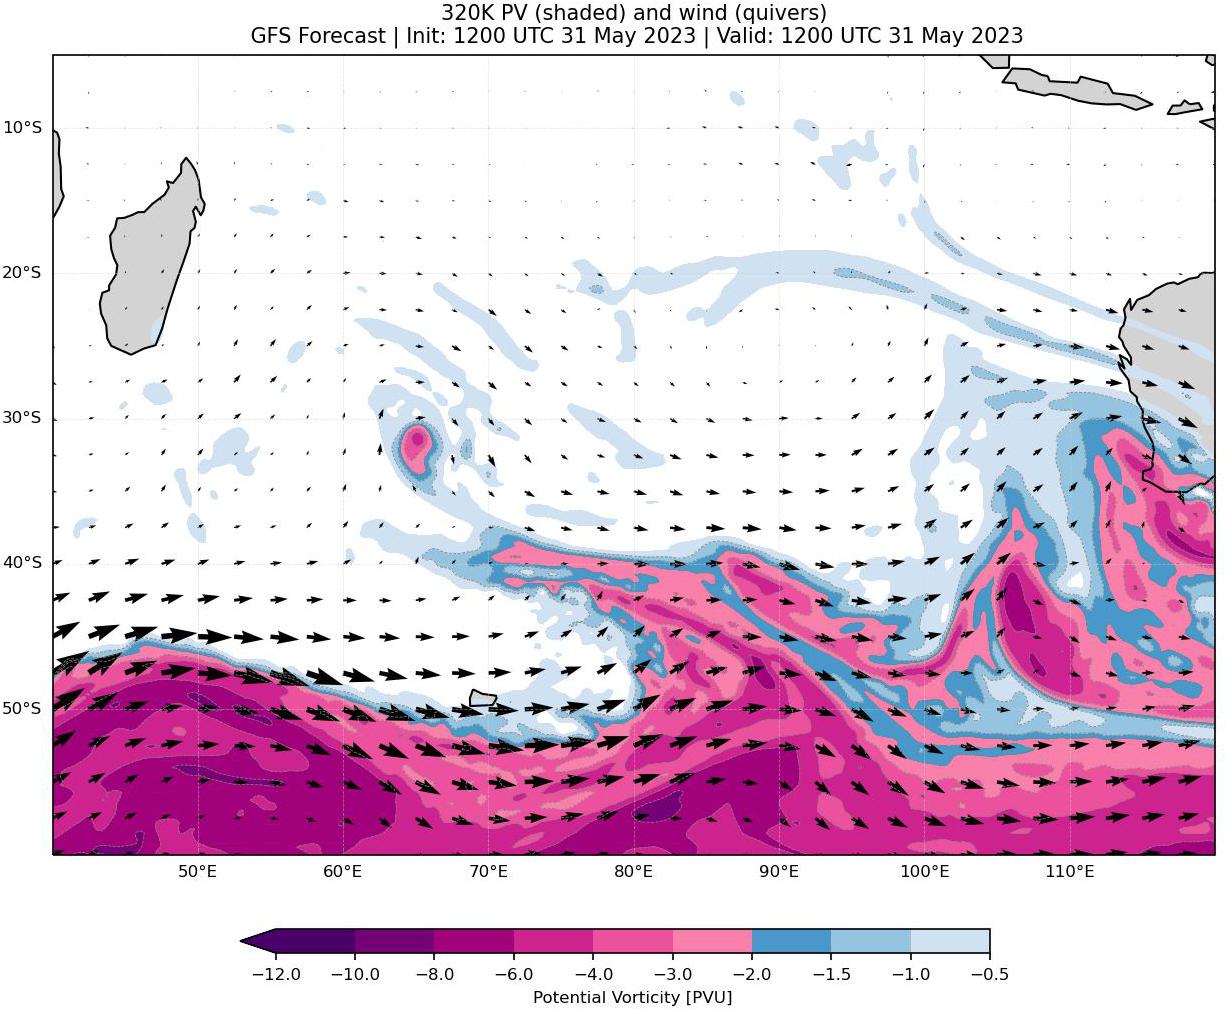 320K PV (shaded) and wind (quivers)
GFS Forecast | Init: 1200 UTC 31 May 2023 | Valid: 1200 UTC 31 May 2023
10°S
20°S
30°S
40°S
50°S
50°E 60°E 70°E 80°E 90°E 100°E 110°E
−12.0 −10.0 −8.0 −6.0 −4.0 −3.0 −2.0 −1.5 −1.0 −0.5
Potential Vorticity [PVU]